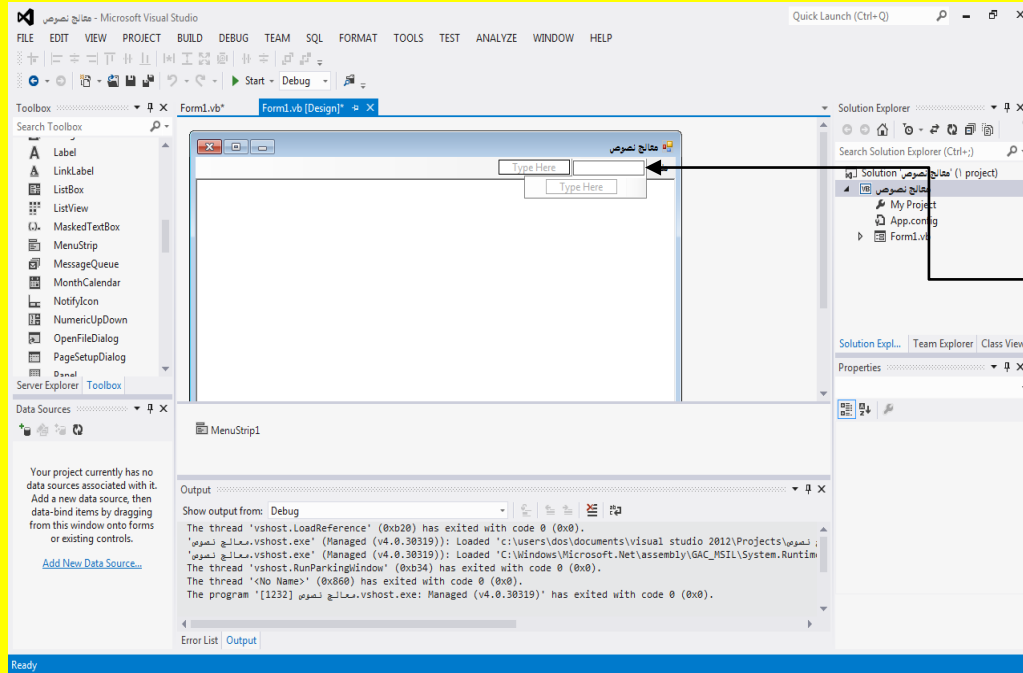 معالج نصوص - Microsoft Visual Studio
Quick Launch (Ctrl+Q)
FILE EDIT VIEW PROJECT BUILD DEBUG TEAM SQL FORMAT TOOLS TEST ANALYZE WINDOW HELP
Start Debug
Toolbox
Search Toolbox
Label
LinkLabel
ListBox
ListView
MaskedTextBox
MenuStrip
MessageQueue
MonthCalendar
NotifyIcon
NumericUpDown
OpenFileDialog
PageSetupDialog
Panel
Server Explorer Toolbox
Data Sources
Your project currently has no
data sources associated with it.
Add a new data source, then
data-bind items by dragging
from this window onto forms
or existing controls.
Add New Data Source...
Form1.vb* Form1.vb [Design]*
معالج نصوص
Type Here
Type Here
MenuStrip1
Output
Show output from: Debug
The thread 'vshost.LoadReference' (0xb20) has exited with code 0 (0x0).
'معالج نصوص.vshost.exe' (Managed (v4.0.30319)): Loaded 'c:\users\dos\documents\visual studio 2012\Projects\نصوص
'معالج نصوص.vshost.exe' (Managed (v4.0.30319)): Loaded 'C:\Windows\Microsoft.Net\assembly\GAC_MSIL\System.Runtim
The thread 'vshost.RunParkingWindow' (0xb34) has exited with code 0 (0x0).
The thread '<No Name>' (0x860) has exited with code 0 (0x0).
The program '[1232] معالج نصوص.vshost.exe: Managed (v4.0.30319)' has exited with code 0 (0x0).
Error List Output
Solution Explorer
Search Solution Explorer (Ctrl+;)
Solution 'معالج نصوص' (١ project)
معالج نصوص
My Project
App.config
Form1.vb
Solution Expl... Team Explorer Class View
Properties
Ready